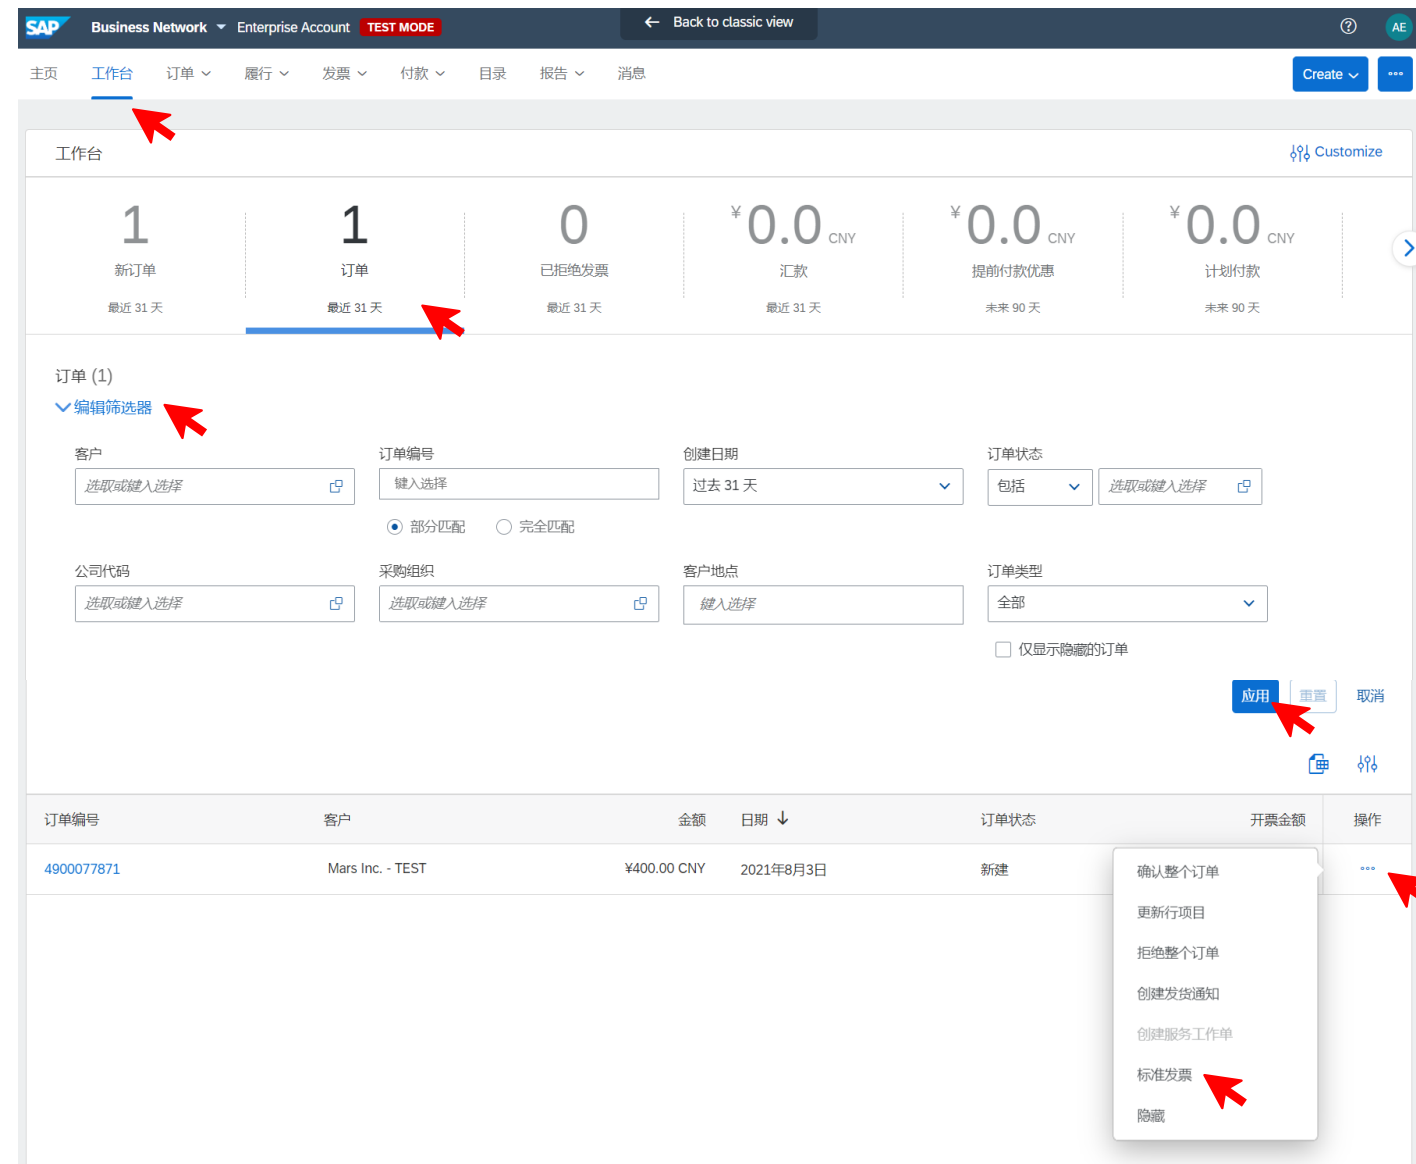 SAP Business Network Enterprise Account TEST MODE ← Back to classic view ? AE
主页 工作台 订单 履行 发票 付款 目录 报告 消息 Create
工作台 Customize
1 1 0 ¥ 0.0 CNY ¥ 0.0 CNY ¥ 0.0 CNY
新订单 订单 已拒绝发票 汇款 提前付款优惠 计划付款
最近 31 天 最近 31 天 最近 31 天 最近 31 天 未来 90 天 未来 90 天
订单 (1)
编辑筛选器
客户 订单编号 创建日期 订单状态
选取或键入选择 键入选择 过去 31 天 包括 选取或键入选择
部分匹配 完全匹配
公司代码 采购组织 客户地点 订单类型
选取或键入选择 选取或键入选择 键入选择 全部
仅显示隐藏的订单
应用 重置 取消
订单编号 客户 金额 日期 ↓ 订单状态 开票金额 操作
4900077871 Mars Inc. - TEST ¥400.00 CNY 2021年8月3日 新建
确认整个订单
更新行项目
拒绝整个订单
创建发货通知
创建服务工作单
标准发票
隐藏